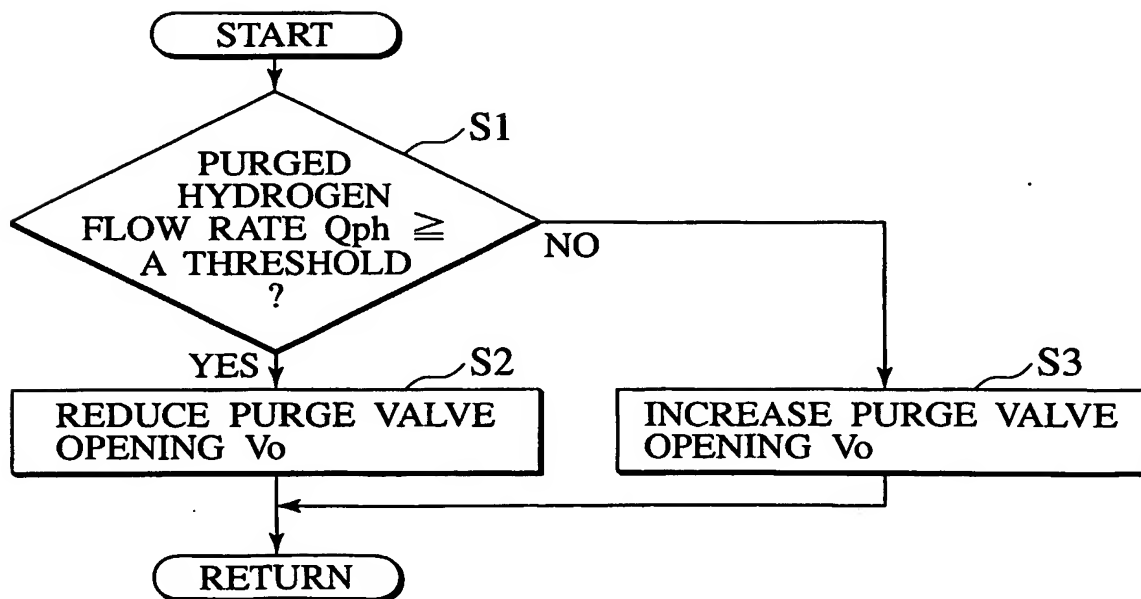 START
S1
PURGED
HYDROGEN
FLOW RATE Qph ≧
A THRESHOLD
?
NO
YES
S2
REDUCE PURGE VALVE
OPENING Vo
S3
INCREASE PURGE VALVE
OPENING Vo
RETURN